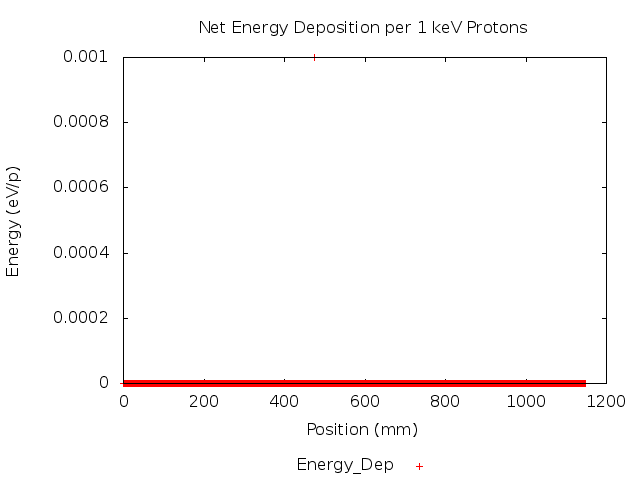 Net Energy Deposition per 1 keV Protons
Energy (eV/p)
0.001
0.0008
0.0006
0.0004
0.0002
0
0 200 400 600 800 1000 1200
Position (mm)
Energy_Dep